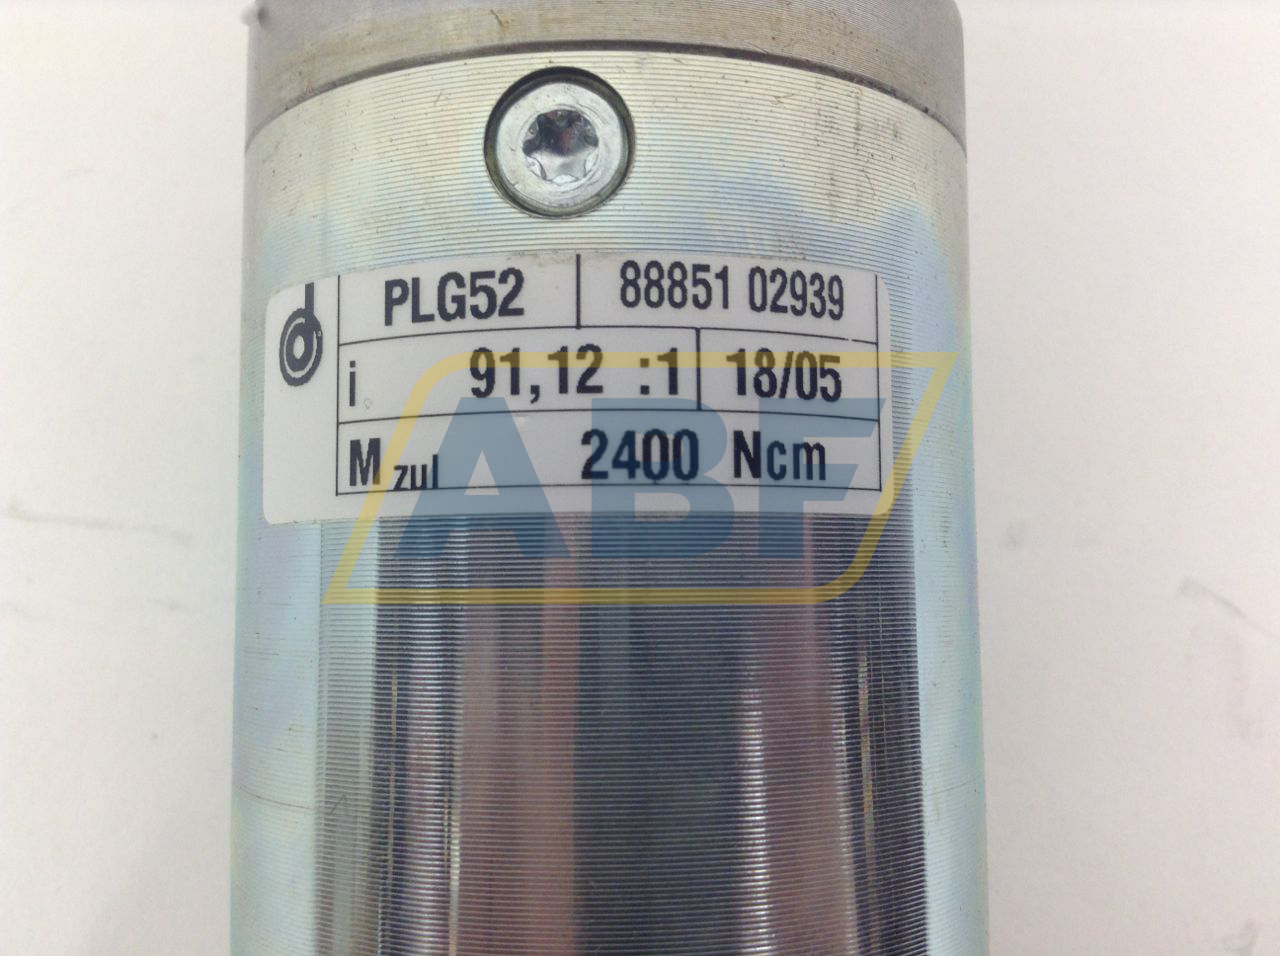 PLG52 88851 02939
i 91,12 :1 18/05
M zul 2400 Ncm
ABF